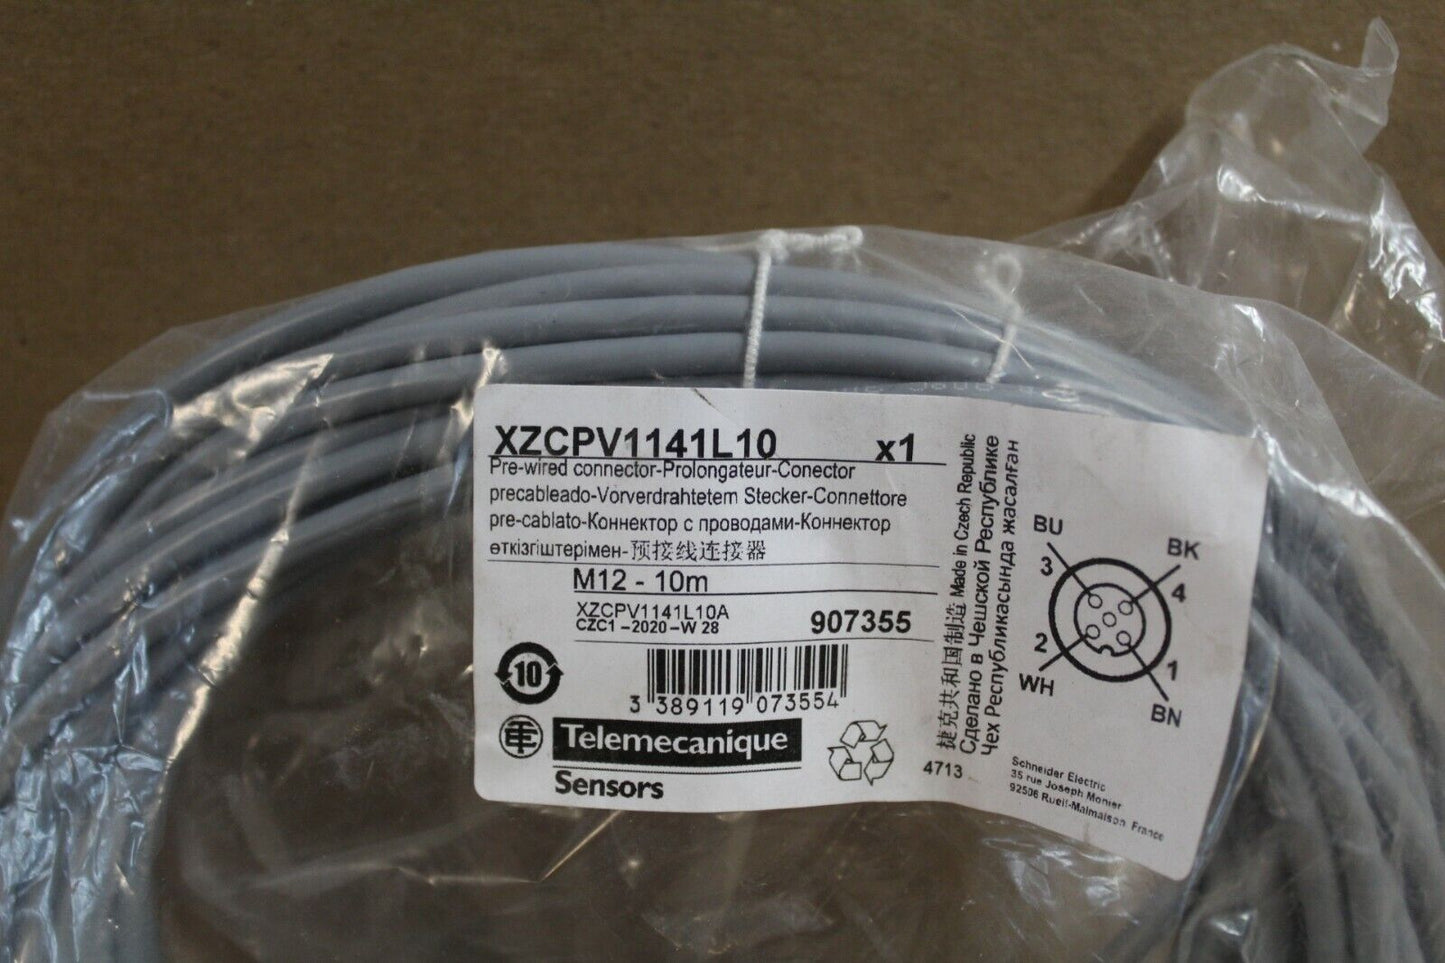 XZCPV1141L10 x1
Pre-wired connector-Prolongateur-Conector
precableado-Vorverdrahtetem Stecker-Connettore
pre-cablato-Коннектор с проводами-Коннектор
өткізгіштерімен-预接线连接器
M12 - 10m
XZCPV1141L10A
CZC1-2020-W 28
907355
10
3 389119 073554
Telemecanique
Sensors
4713
捷克共和国制造 Made in Czech Republic
Сделано в Чешской Республике
Чех Республикасында жасалған
BU
BK
3
4
2
1
WH
BN
Schneider Electric
35 rue Joseph Monier
92506 Rueil-Malmaison France